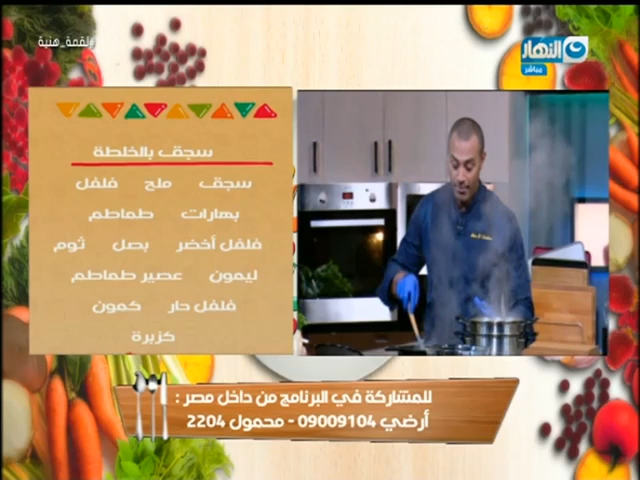 #لقمة_هنية
النهار
مباشر
سجق بالخلطة
سجق ملح فلفل
بهارات طماطم
فلفل أخضر بصل ثوم
ليمون عصير طماطم
فلفل حار كمون
كزبرة
للمشاركة في البرنامج من داخل مصر :
أرضي 09009104 - محمول 2204